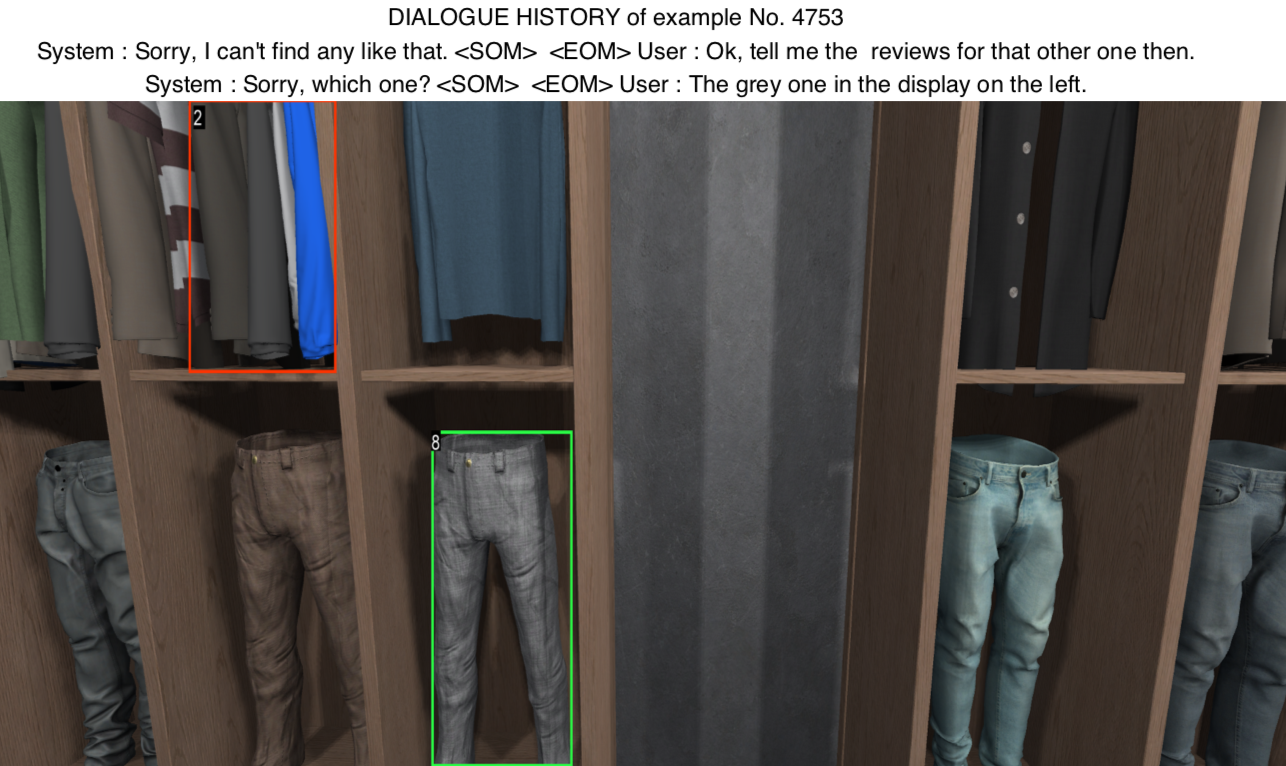 DIALOGUE HISTORY of example No. 4753
System : Sorry, I can't find any like that. <SOM>  <EOM> User : Ok, tell me the  reviews for that other one then.
System : Sorry, which one? <SOM>  <EOM> User : The grey one in the display on the left.
2
8